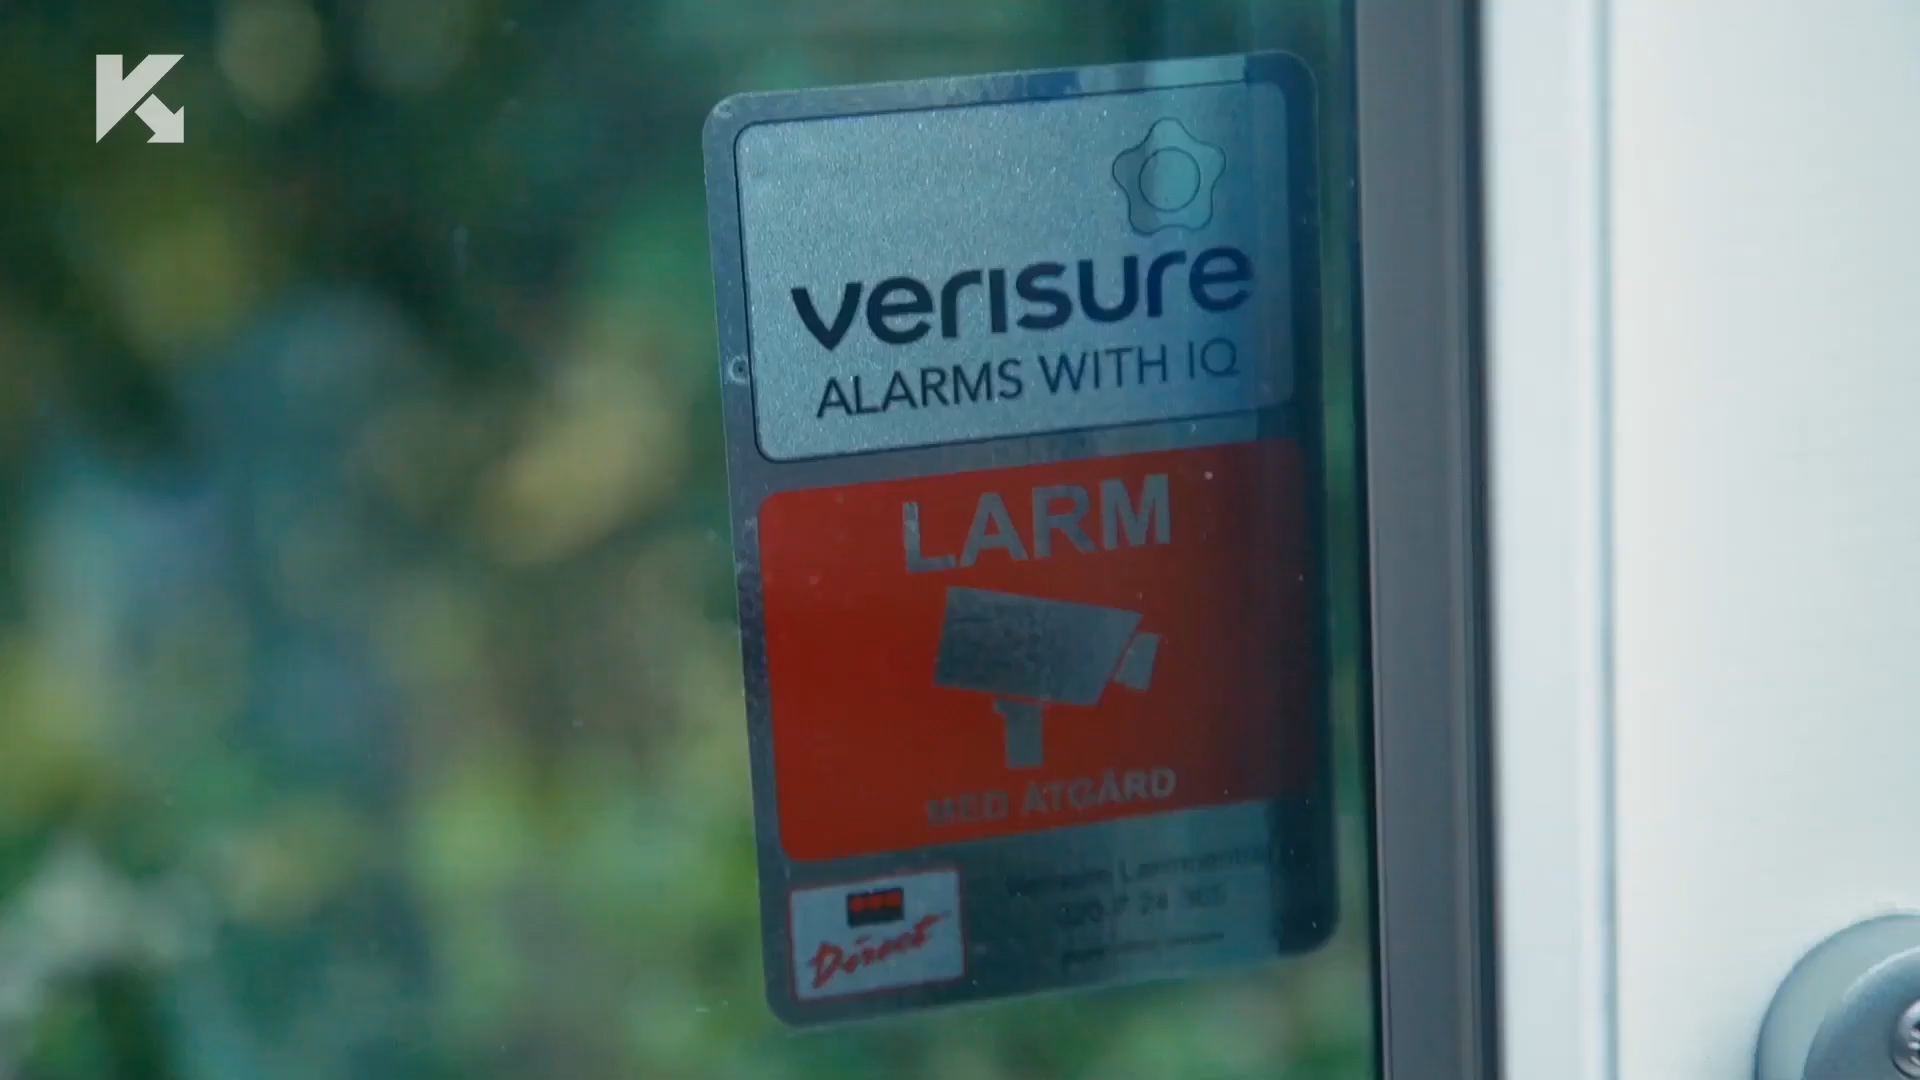 verisure
ALARMS WITH IQ
LARM
MED ÅTGÄRD
Direct